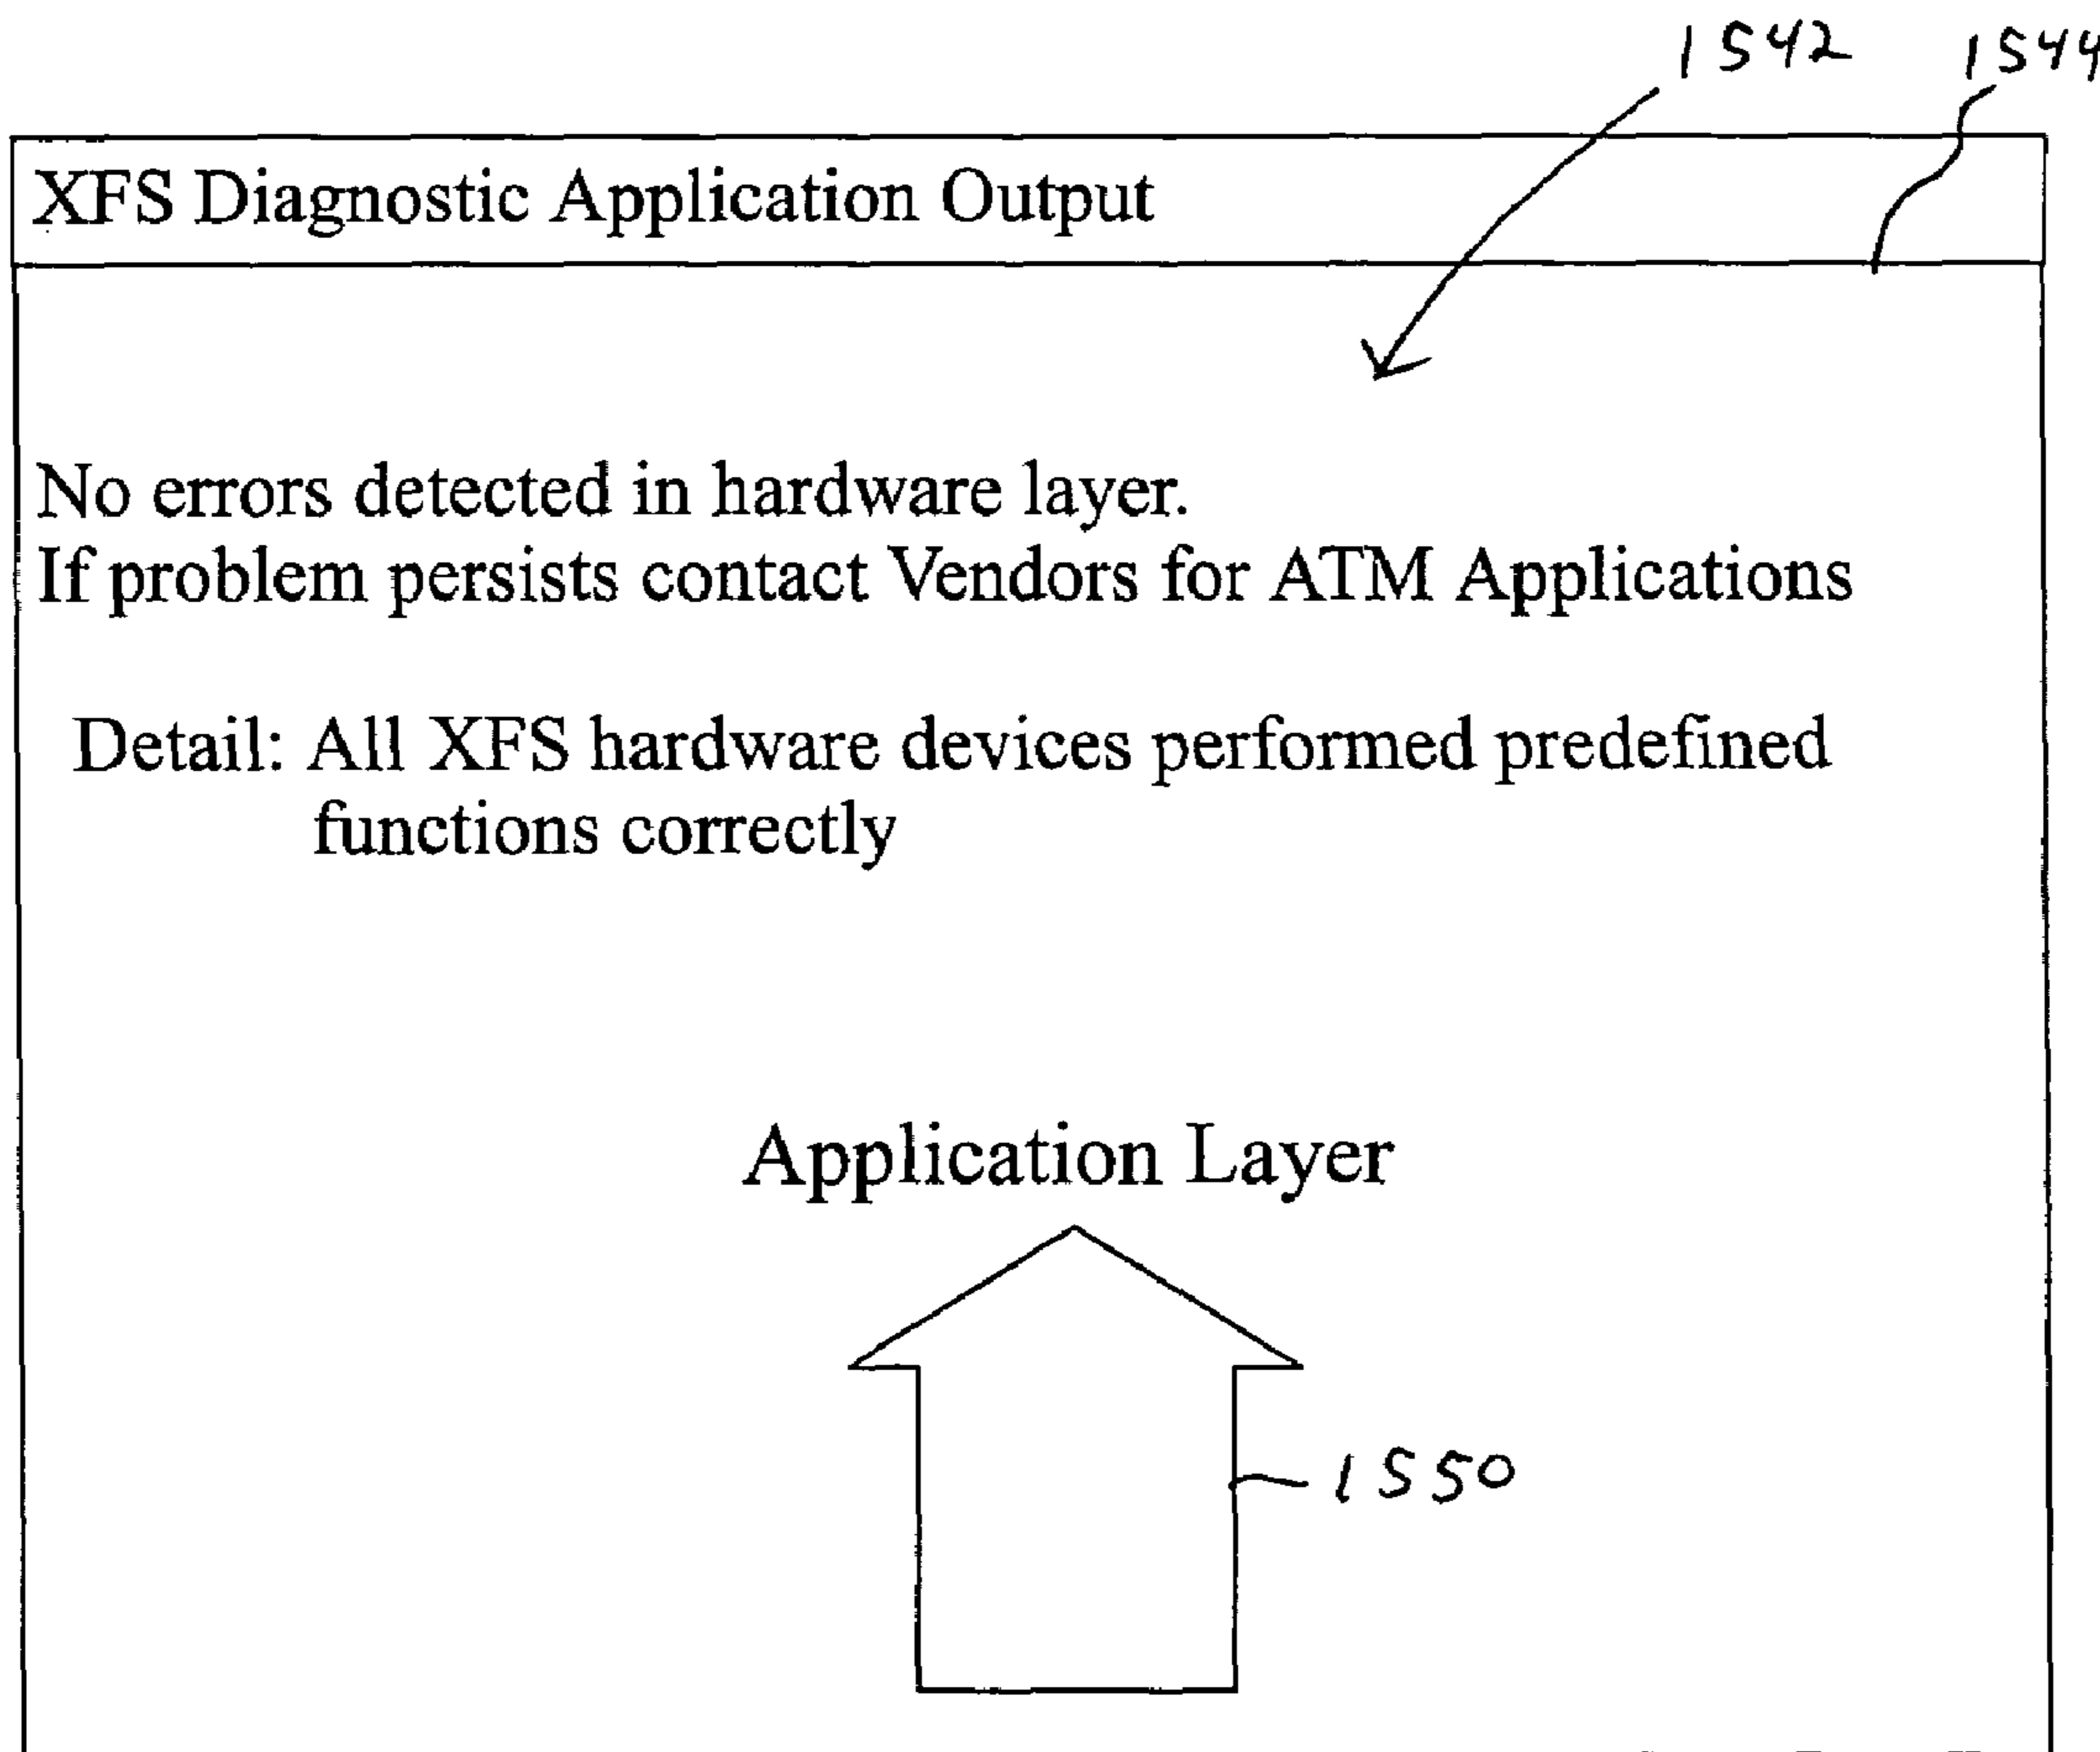 1542 1544
XFS Diagnostic Application Output
No errors detected in hardware layer.
If problem persists contact Vendors for ATM Applications
Detail: All XFS hardware devices performed predefined
functions correctly
Application Layer
1550